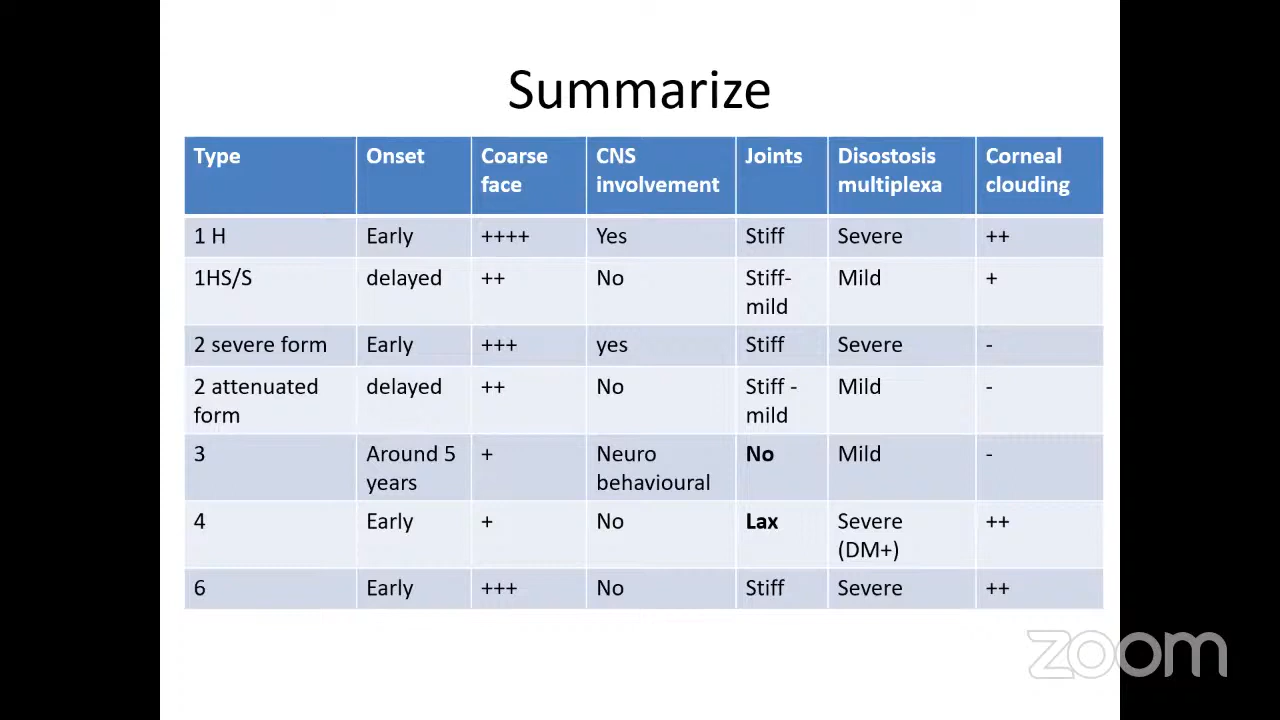 Summarize
Type Onset Coarse face CNS involvement Joints Disostosis multiplexa Corneal clouding
1 H Early ++++ Yes Stiff Severe ++
1HS/S delayed ++ No Stiff- mild Mild +
2 severe form Early +++ yes Stiff Severe -
2 attenuated form delayed ++ No Stiff - mild Mild -
3 Around 5 years + Neuro behavioural No Mild -
4 Early + No Lax Severe (DM+) ++
6 Early +++ No Stiff Severe ++
zoom